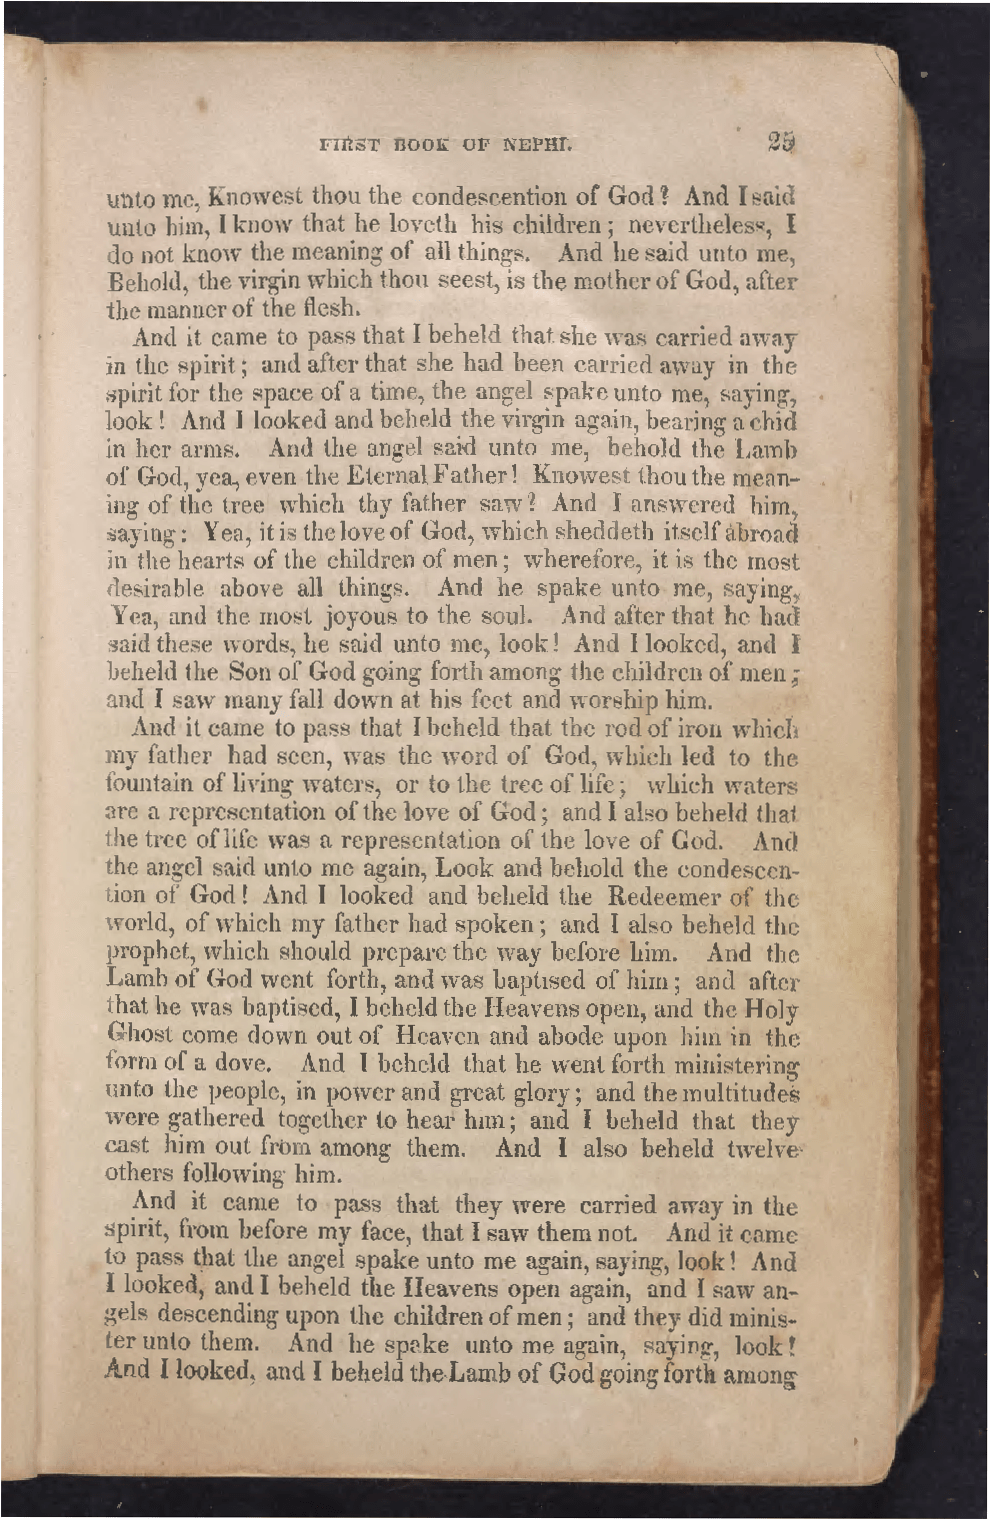 FIRST BOOK OF NEPHI. 25
unto me, Knowest thou the condescention of God? And I said
unto him, I know that he loveth his children; nevertheless, I
do not know the meaning of all things. And he said unto me,
Behold, the virgin which thou seest, is the mother of God, after
the manner of the flesh.
And it came to pass that I beheld that she was carried away
in the spirit; and after that she had been carried away in the
spirit for the space of a time, the angel spake unto me, saying,
look! And I looked and beheld the virgin again, bearing a chid
in her arms. And the angel said unto me, behold the Lamb
of God, yea, even the Eternal Father! Knowest thou the mean-
ing of the tree which thy father saw? And I answered him,
saying: Yea, it is the love of God, which sheddeth itself abroad
in the hearts of the children of men; wherefore, it is the most
desirable above all things. And he spake unto me, saying,
Yea, and the most joyous to the soul. And after that he had
said these words, he said unto me, look! And I looked, and I
beheld the Son of God going forth among the children of men;
and I saw many fall down at his feet and worship him.
And it came to pass that I beheld that the rod of iron which
my father had seen, was the word of God, which led to the
fountain of living waters, or to the tree of life; which waters
are a representation of the love of God; and I also beheld that
the tree of life was a representation of the love of God. And
the angel said unto me again, Look and behold the condescen-
tion of God! And I looked and beheld the Redeemer of the
world, of which my father had spoken; and I also beheld the
prophet, which should prepare the way before him. And the
Lamb of God went forth, and was baptised of him; and after
that he was baptised, I beheld the Heavens open, and the Holy
Ghost come down out of Heaven and abode upon him in the
form of a dove. And I beheld that he went forth ministering
unto the people, in power and great glory; and the multitudes
were gathered together to hear him; and I beheld that they
cast him out from among them. And I also beheld twelve
others following him.
And it came to pass that they were carried away in the
spirit, from before my face, that I saw them not. And it came
to pass that the angel spake unto me again, saying, look! And
I looked, and I beheld the Heavens open again, and I saw an-
gels descending upon the children of men; and they did minis-
ter unto them. And he spake unto me again, saying, look!
And I looked, and I beheld the Lamb of God going forth among